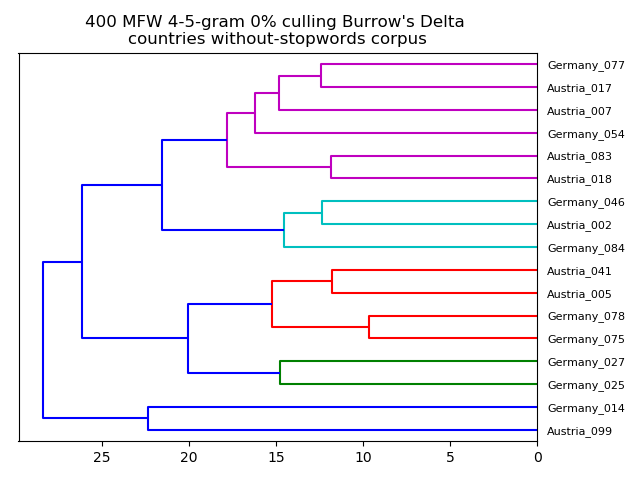 400 MFW 4-5-gram 0% culling Burrow's Delta
countries without-stopwords corpus
Germany_077
Austria_017
Austria_007
Germany_054
Austria_083
Austria_018
Germany_046
Austria_002
Germany_084
Austria_041
Austria_005
Germany_078
Germany_075
Germany_027
Germany_025
Germany_014
Austria_099
25 20 15 10 5 0